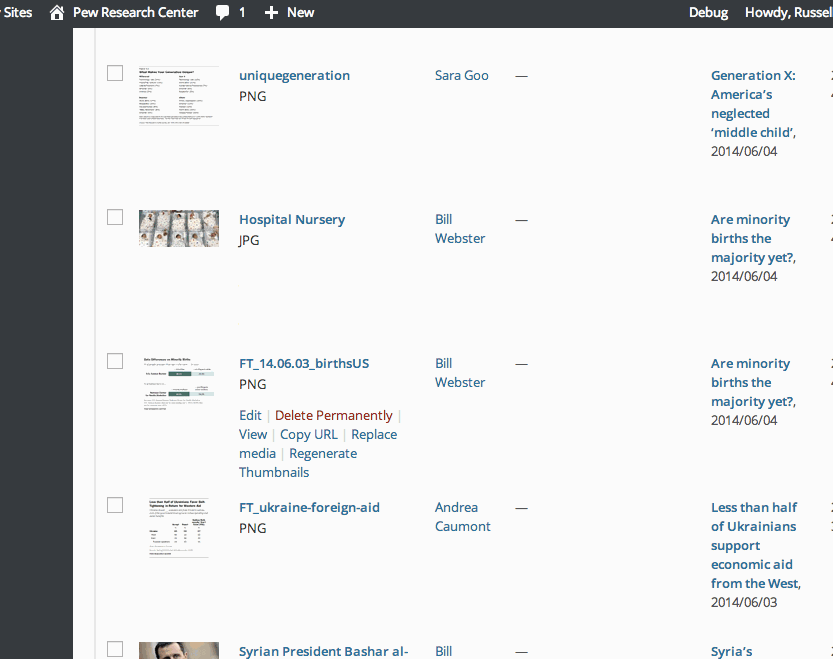 Sites Pew Research Center 1 New Debug Howdy, Russel
uniquegeneration
PNG
Sara Goo
—
Generation X:
America's
neglected
'middle child',
2014/06/04
Hospital Nursery
JPG
Bill
Webster
—
Are minority
births the
majority yet?,
2014/06/04
FT_14.06.03_birthsUS
PNG
Edit | Delete Permanently |
View | Copy URL | Replace
media | Regenerate
Thumbnails
Bill
Webster
—
Are minority
births the
majority yet?,
2014/06/04
FT_ukraine-foreign-aid
PNG
Andrea
Caumont
—
Less than half
of Ukrainians
support
economic aid
from the West,
2014/06/03
Syrian President Bashar al-
Bill
—
Syria's